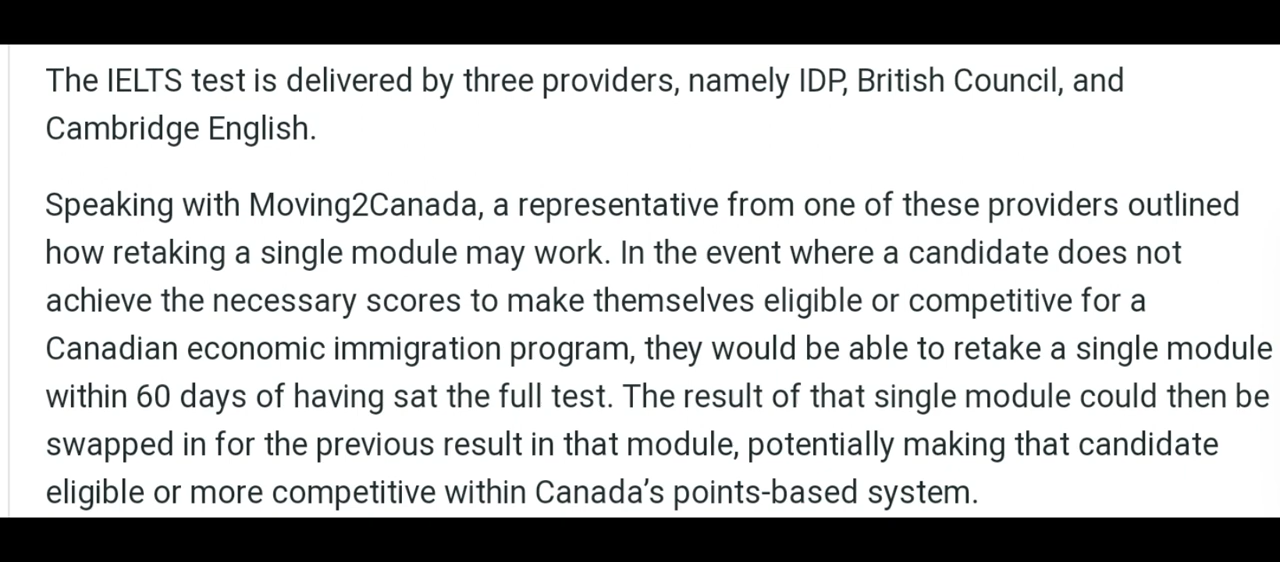 The IELTS test is delivered by three providers, namely IDP, British Council, and
Cambridge English.
Speaking with Moving2Canada, a representative from one of these providers outlined
how retaking a single module may work. In the event where a candidate does not
achieve the necessary scores to make themselves eligible or competitive for a
Canadian economic immigration program, they would be able to retake a single module
within 60 days of having sat the full test. The result of that single module could then be
swapped in for the previous result in that module, potentially making that candidate
eligible or more competitive within Canada’s points-based system.